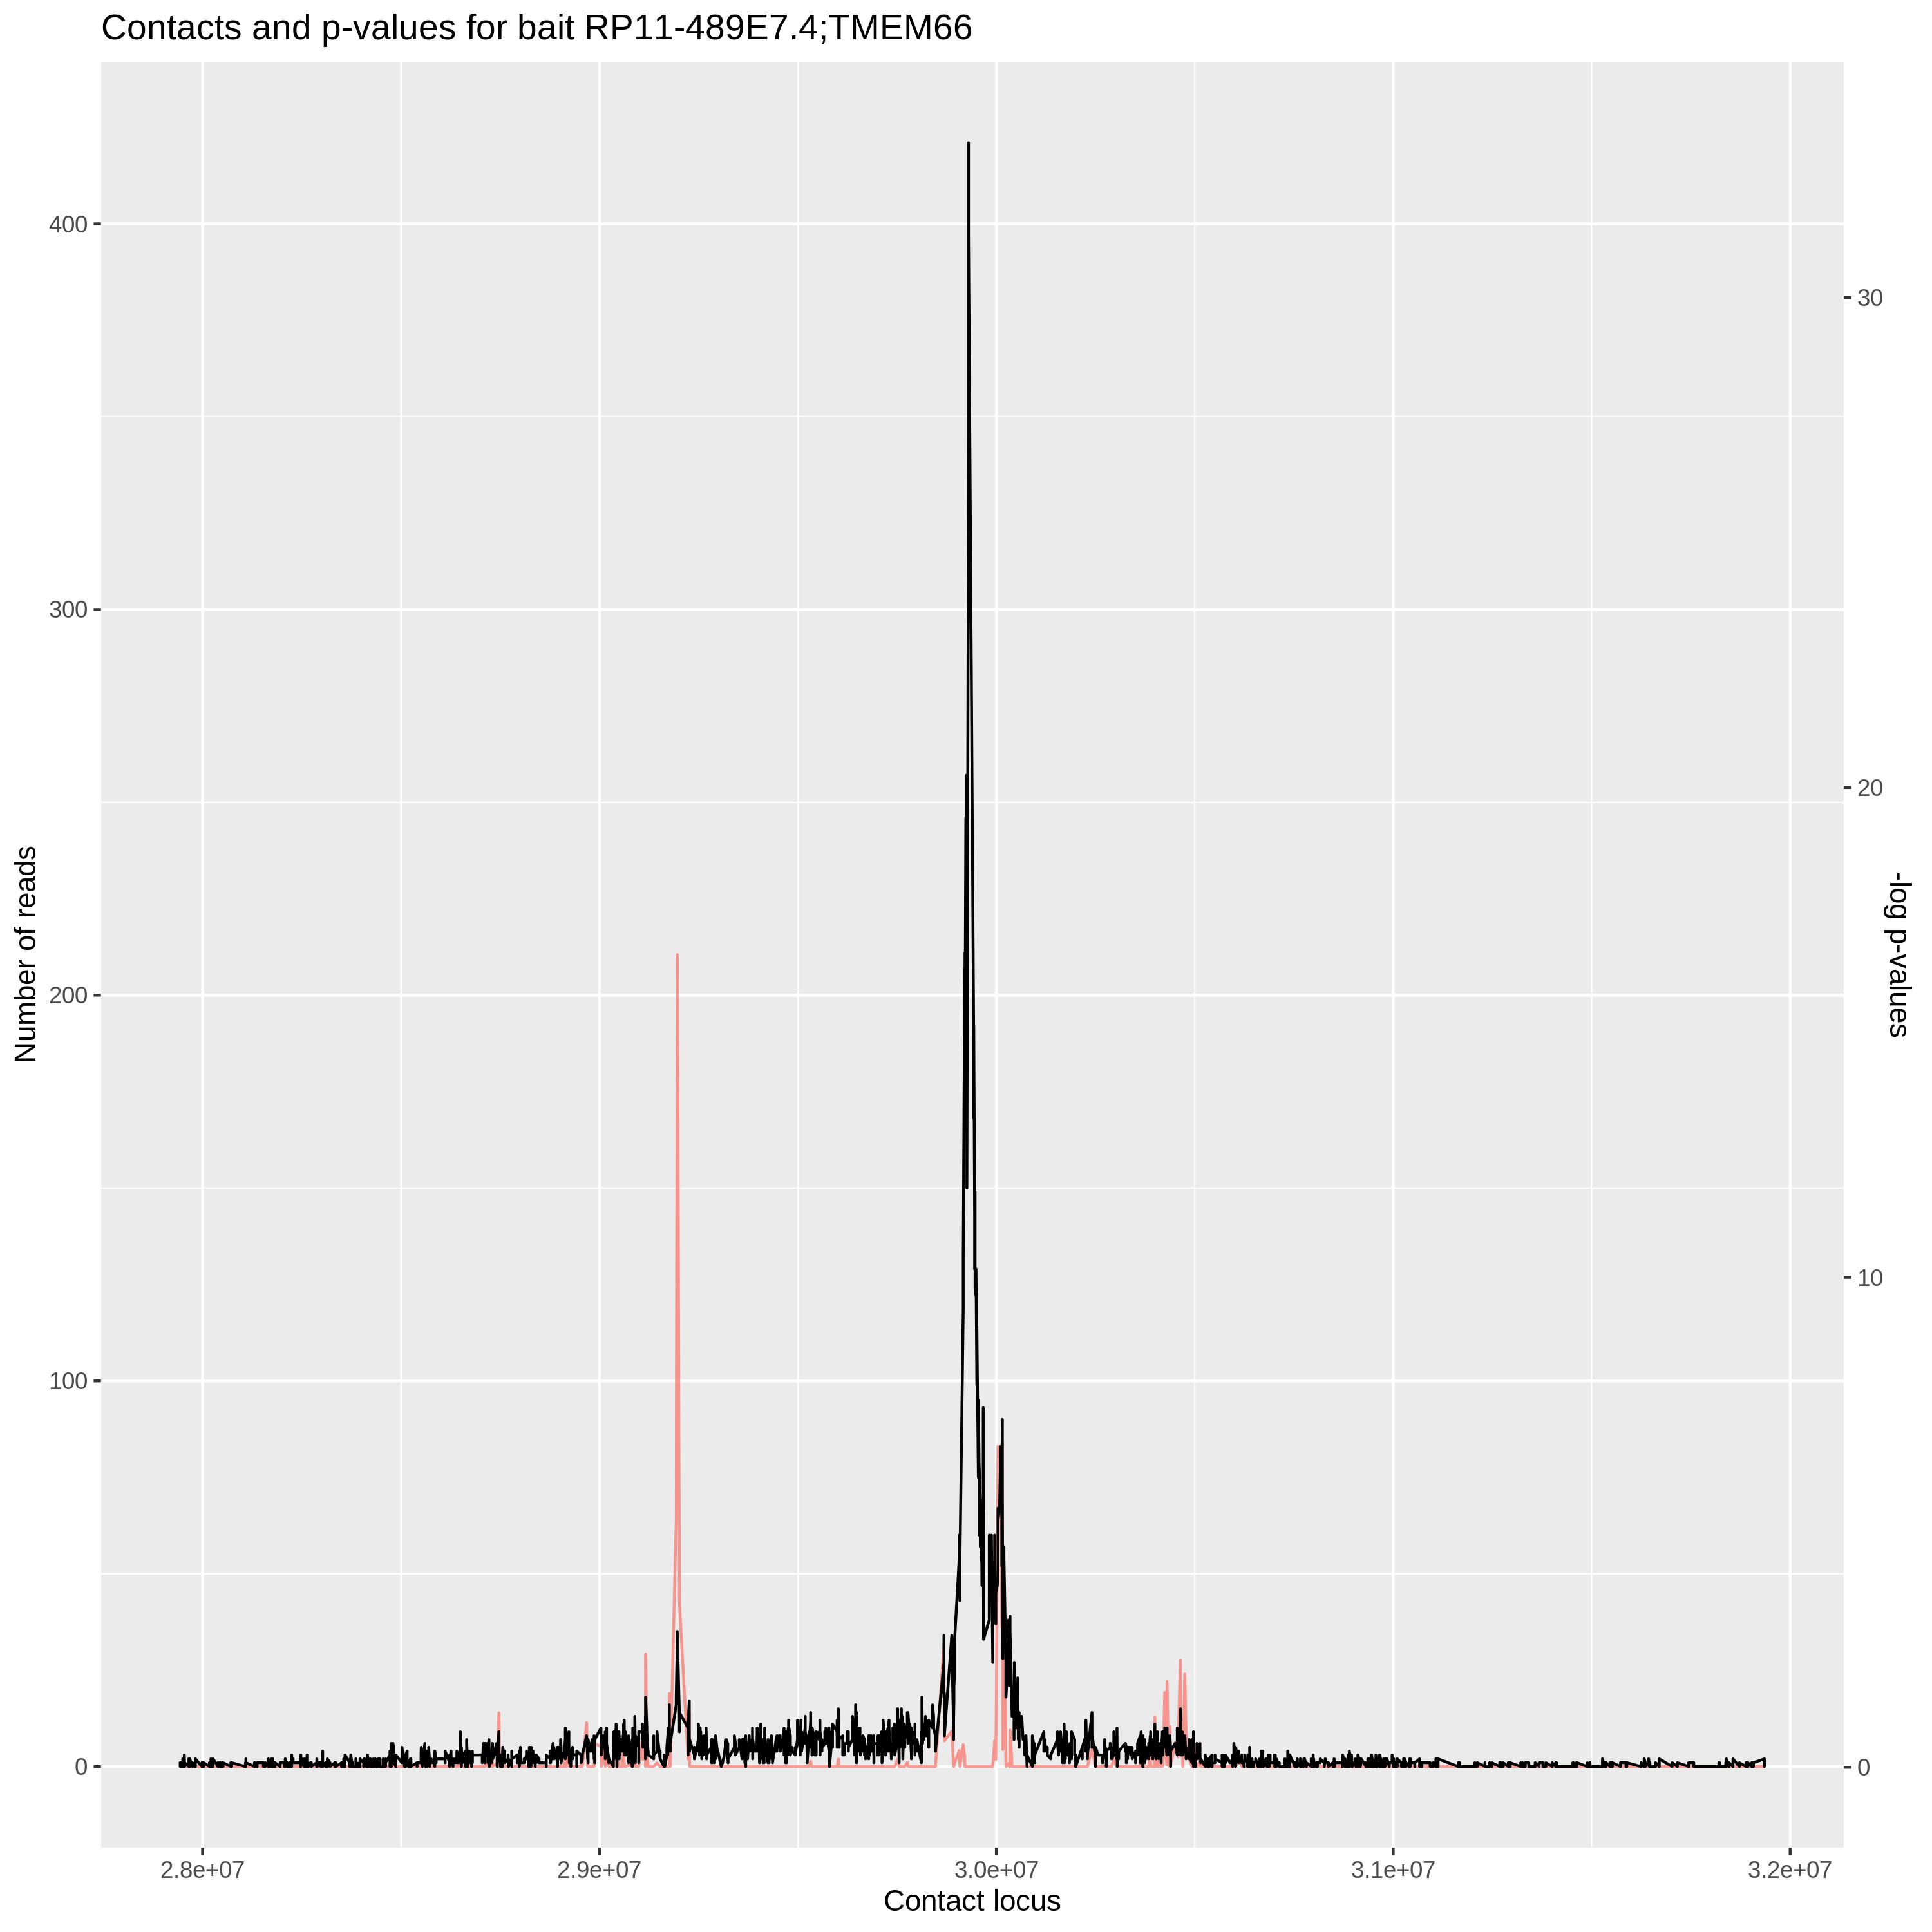 Contacts and p-values for bait RP11-489E7.4;TMEM66
Number of reads
400
300
200
100
0
-log p-values
30
20
10
0
2.8e+07 2.9e+07 3.0e+07 3.1e+07 3.2e+07
Contact locus